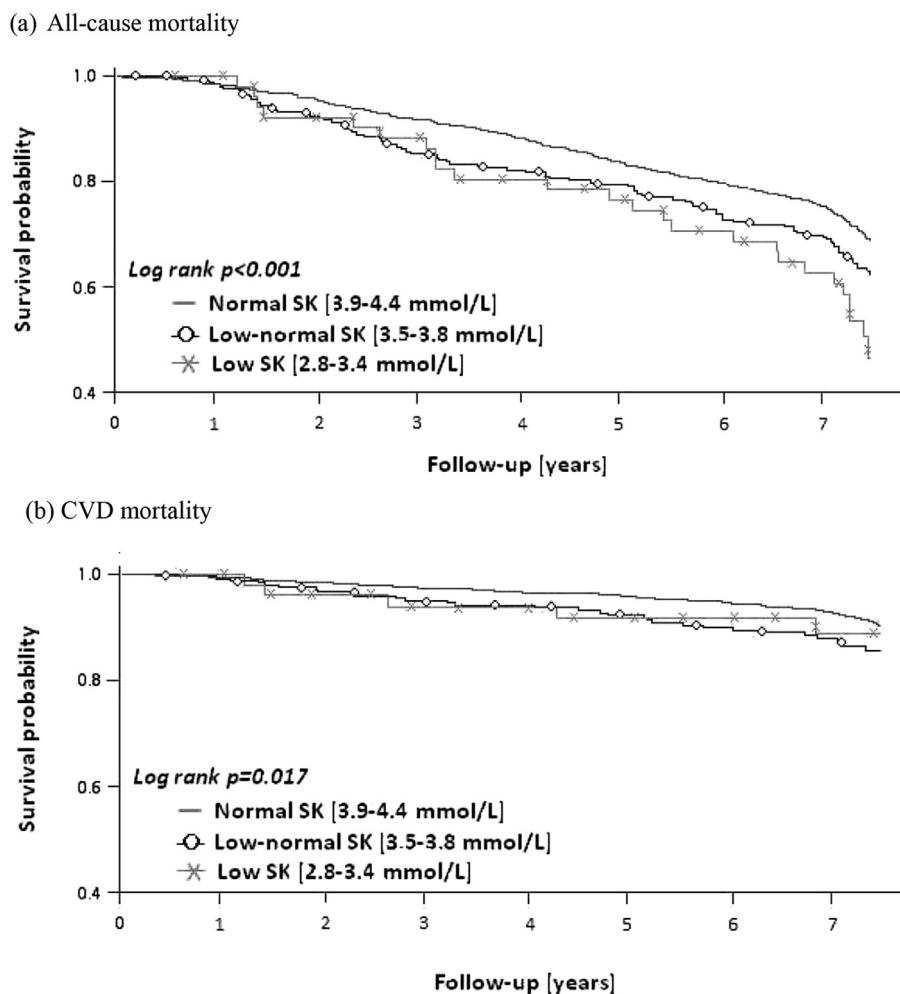 (a) All-cause mortality
1.0
0.8
0.6
0.4
Survival probability
Log rank p<0.001
Normal SK [3.9-4.4 mmol/L]
Low-normal SK [3.5-3.8 mmol/L]
Low SK [2.8-3.4 mmol/L]
0 1 2 3 4 5 6 7
Follow-up [years]
(b) CVD mortality
1.0
0.8
0.6
0.4
Survival probability
Log rank p=0.017
Normal SK [3.9-4.4 mmol/L]
Low-normal SK [3.5-3.8 mmol/L]
Low SK [2.8-3.4 mmol/L]
0 1 2 3 4 5 6 7
Follow-up [years]